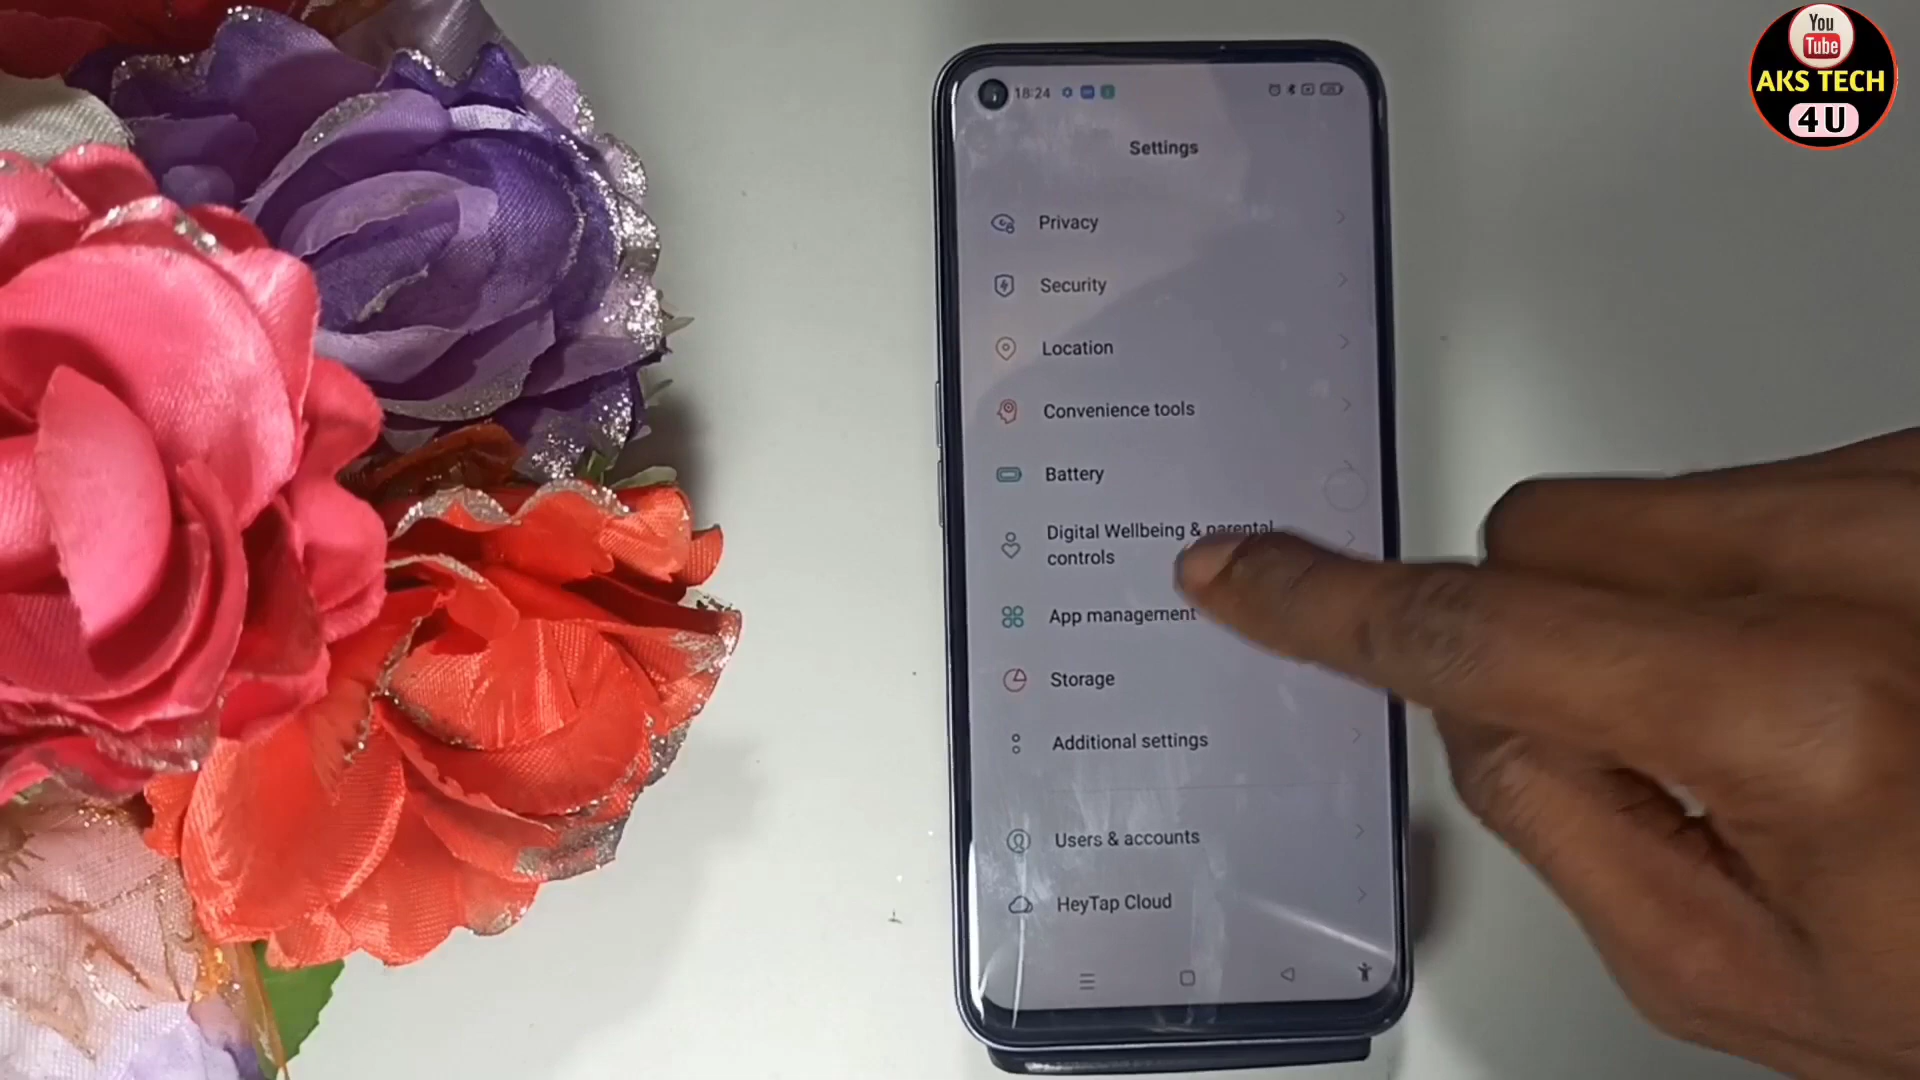 You
Tube
AKS TECH
4U
18:24
Settings
Privacy
Security
Location
Convenience tools
Battery
Digital Wellbeing & parental
controls
App management
Storage
Additional settings
Users & accounts
HeyTap Cloud